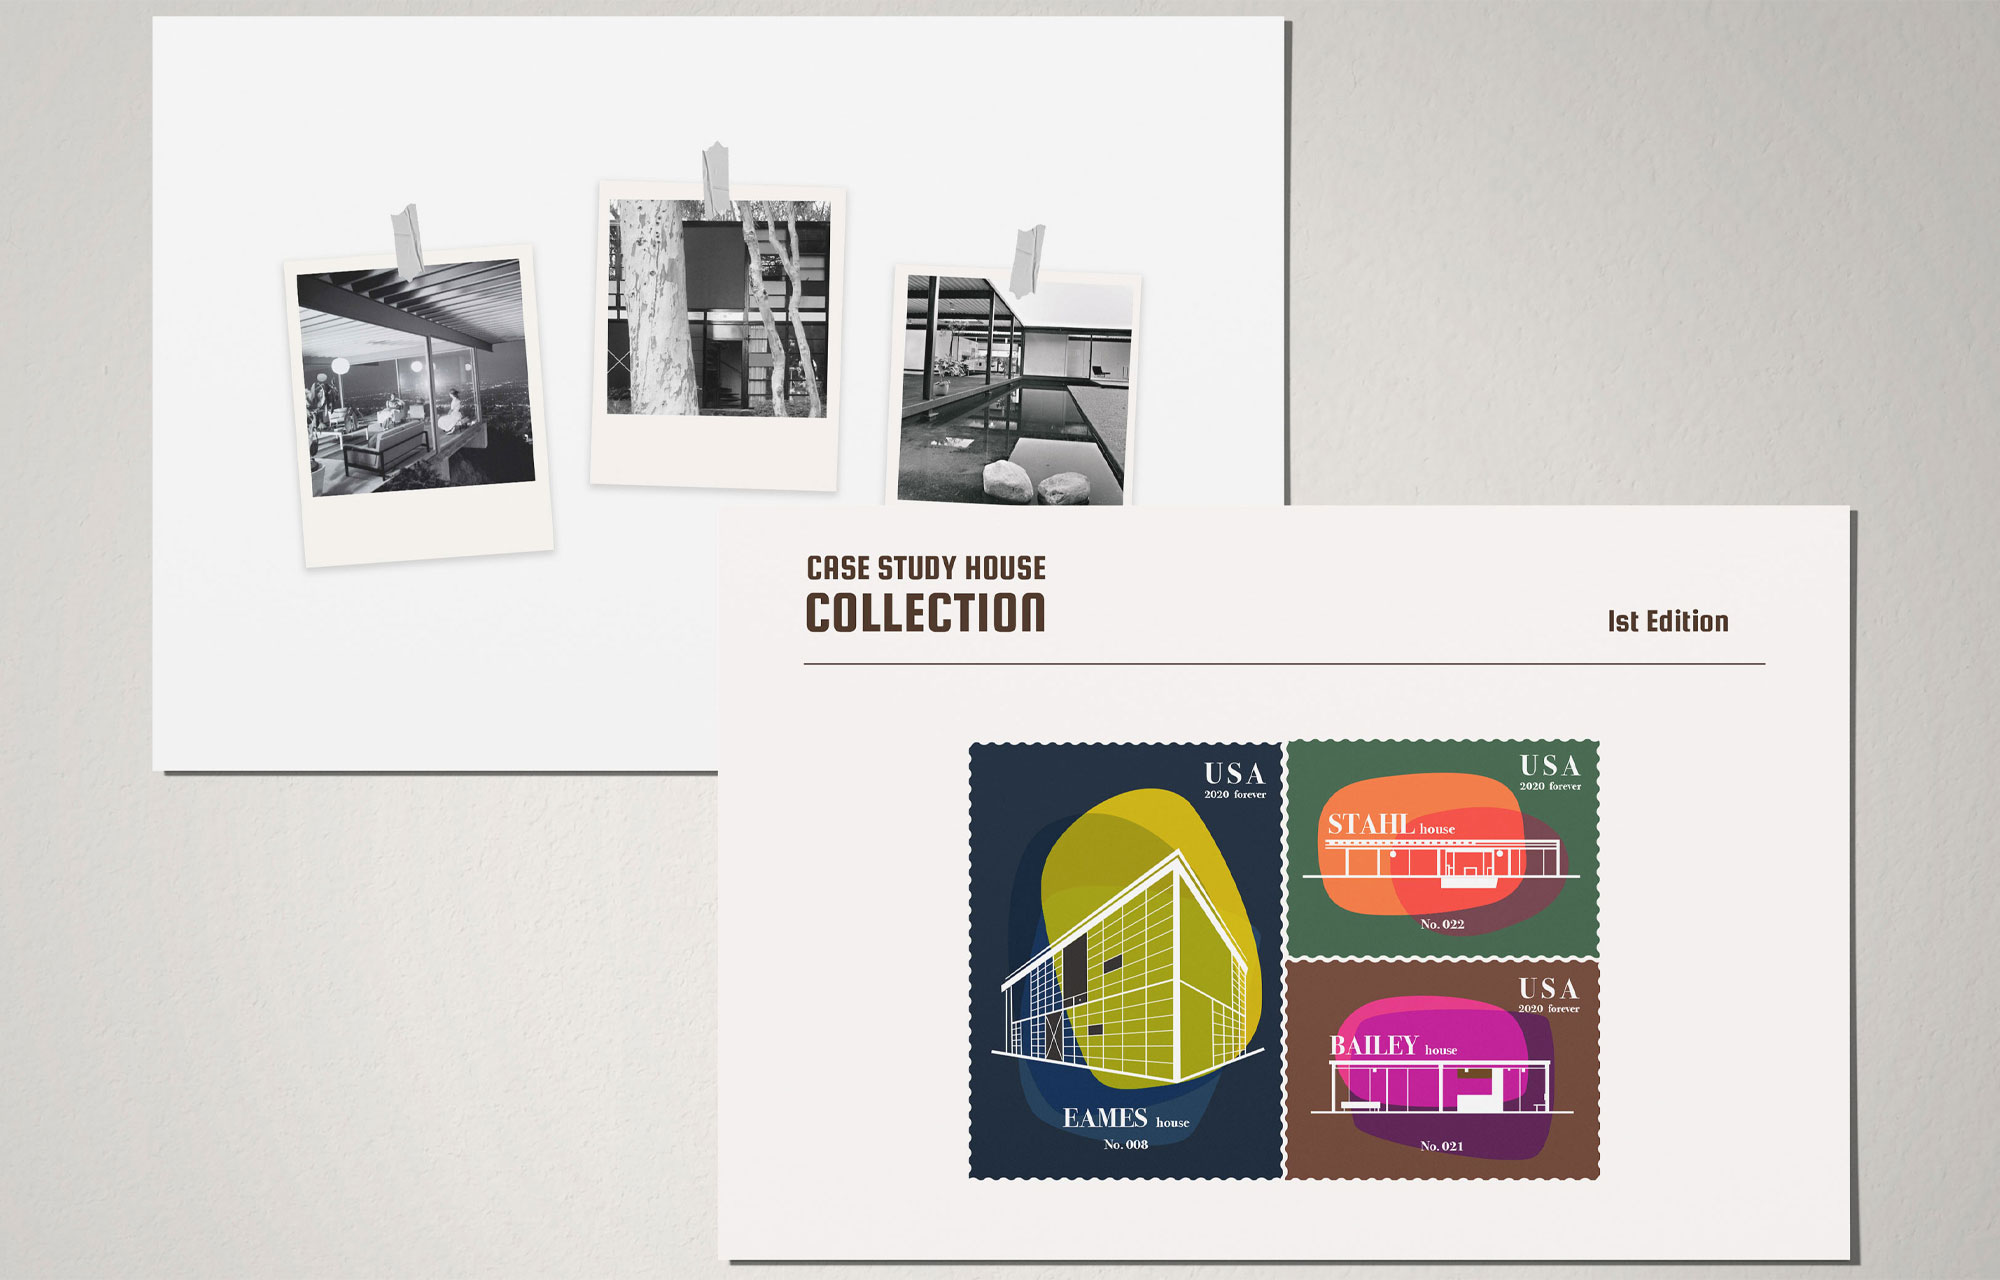 CASE STUDY HOUSE
COLLECTION
1st Edition
USA
2020 forever
EAMES house
No. 008
USA
2020 forever
STAHL house
No. 022
USA
2020 forever
BAILEY house
No. 021